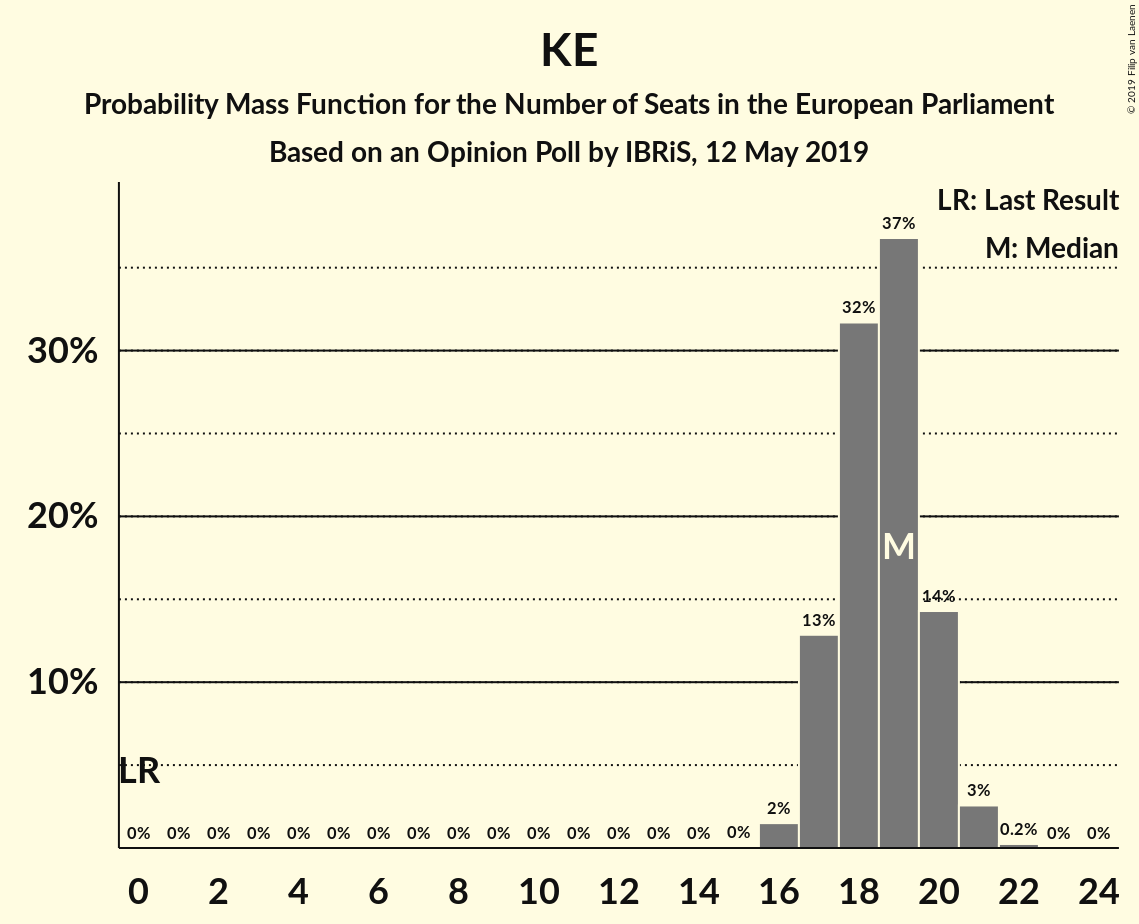 KE
Probability Mass Function for the Number of Seats in the European Parliament
Based on an Opinion Poll by IBRiS, 12 May 2019
© 2019 Filip van Laenen
LR: Last Result
M: Median
37%
32%
30%
20%
M
14%
13%
10%
LR
3%
2%
0% 0% 0% 0% 0% 0% 0% 0% 0% 0% 0% 0% 0% 0% 0% 0% 0.2% 0% 0%
0 2 4 6 8 10 12 14 16 18 20 22 24